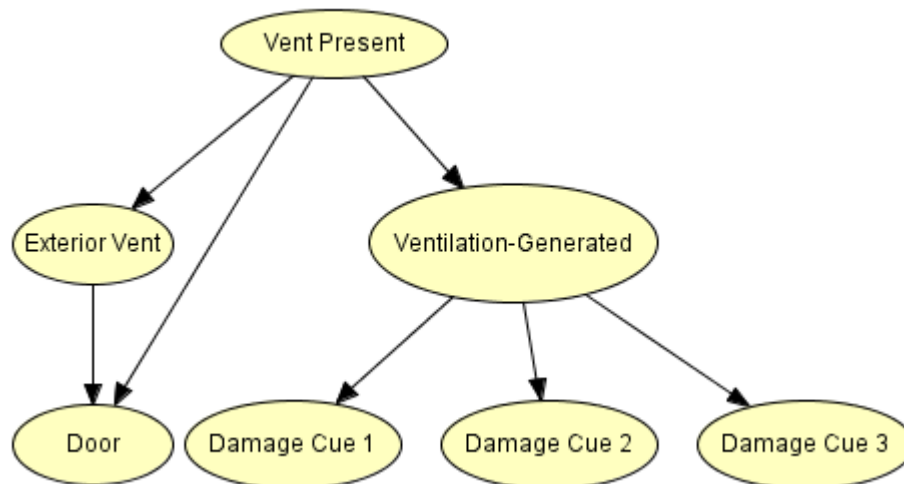 Vent Present
Exterior Vent
Ventilation-Generated
Door
Damage Cue 1
Damage Cue 2
Damage Cue 3